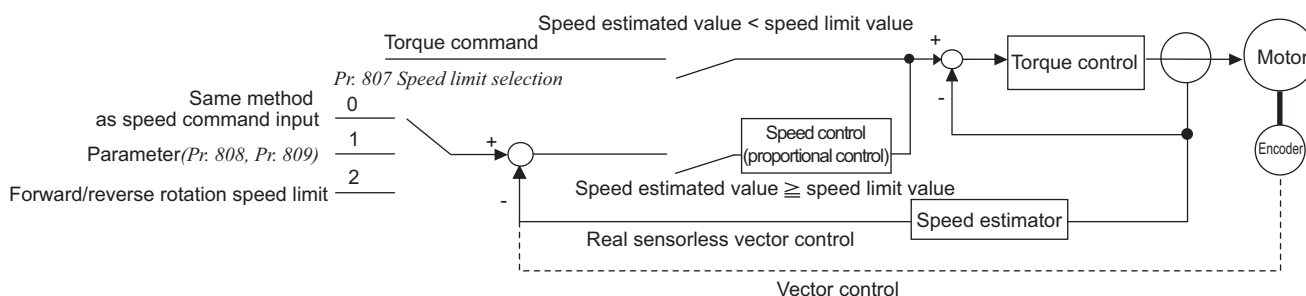 Speed estimated value < speed limit value
Torque command
+
Torque control
Motor
Pr. 807 Speed limit selection
-
Same method
as speed command input
0
Parameter(Pr. 808, Pr. 809)
1
+
Speed control
(proportional control)
Encoder
Forward/reverse rotation speed limit
2
Speed estimated value ≧ speed limit value
-
Speed estimator
Real sensorless vector control
Vector control